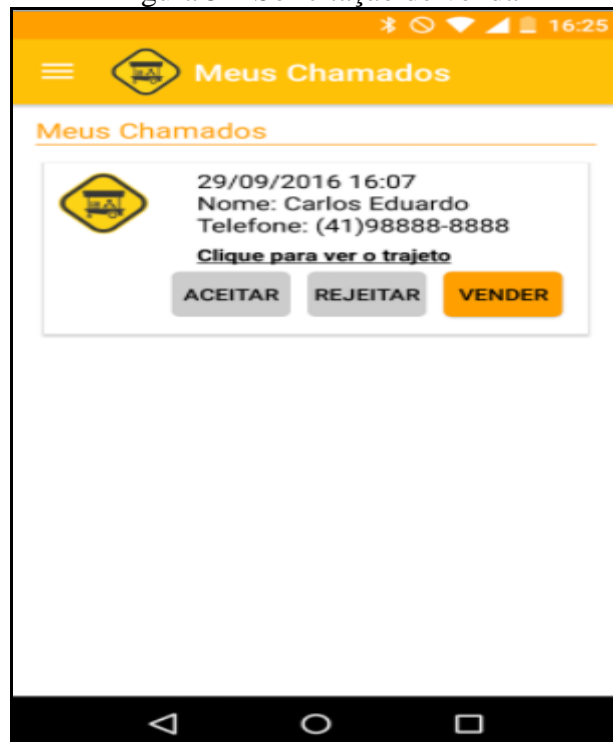 16:25
Meus Chamados
Meus Chamados
29/09/2016 16:07
Nome: Carlos Eduardo
Telefone: (41)98888-8888
Clique para ver o trajeto
ACEITAR REJEITAR VENDER